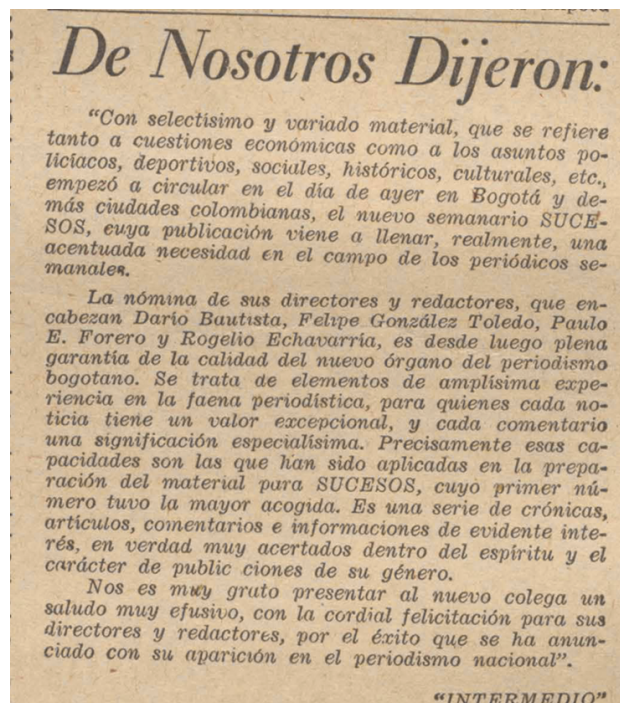 De Nosotros Dijeron:
"Con selectísimo y variado material, que se refiere
tanto a cuestiones económicas como a los asuntos po-
licíacos, deportivos, sociales, históricos, culturales, etc.,
empezó a circular en el día de ayer en Bogotá y de-
más ciudades colombianas, el nuevo semanario SUCE-
SOS, cuya publicación viene a llenar, realmente, una
acentuada necesidad en el campo de los periódicos se-
manales.
La nómina de sus directores y redactores, que en-
cabezan Darío Bautista, Felipe González Toledo, Paulo
E. Forero y Rogelio Echavarría, es desde luego plena
garantía de la calidad del nuevo órgano del periodismo
bogotano. Se trata de elementos de amplísima expe-
riencia en la faena periodística, para quienes cada no-
ticia tiene un valor excepcional, y cada comentario
una significación especialísima. Precisamente esas ca-
pacidades son las que han sido aplicadas en la prepa-
ración del material para SUCESOS, cuyo primer nú-
mero tuvo la mayor acogida. Es una serie de crónicas,
artículos, comentarios e informaciones de evidente inte-
rés, en verdad muy acertados dentro del espíritu y el
carácter de public ciones de su género.
Nos es muy grato presentar al nuevo colega un
saludo muy efusivo, con la cordial felicitación para sus
directores y redactores, por el éxito que se ha anun-
ciado con su aparición en el periodismo nacional".
"INTERMEDIO"